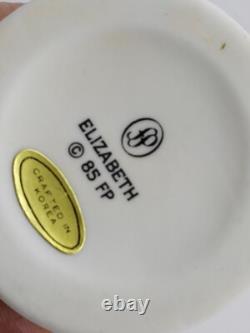 FP
ELIZABETH
© 85 FP
CRAFTED IN
KOREA